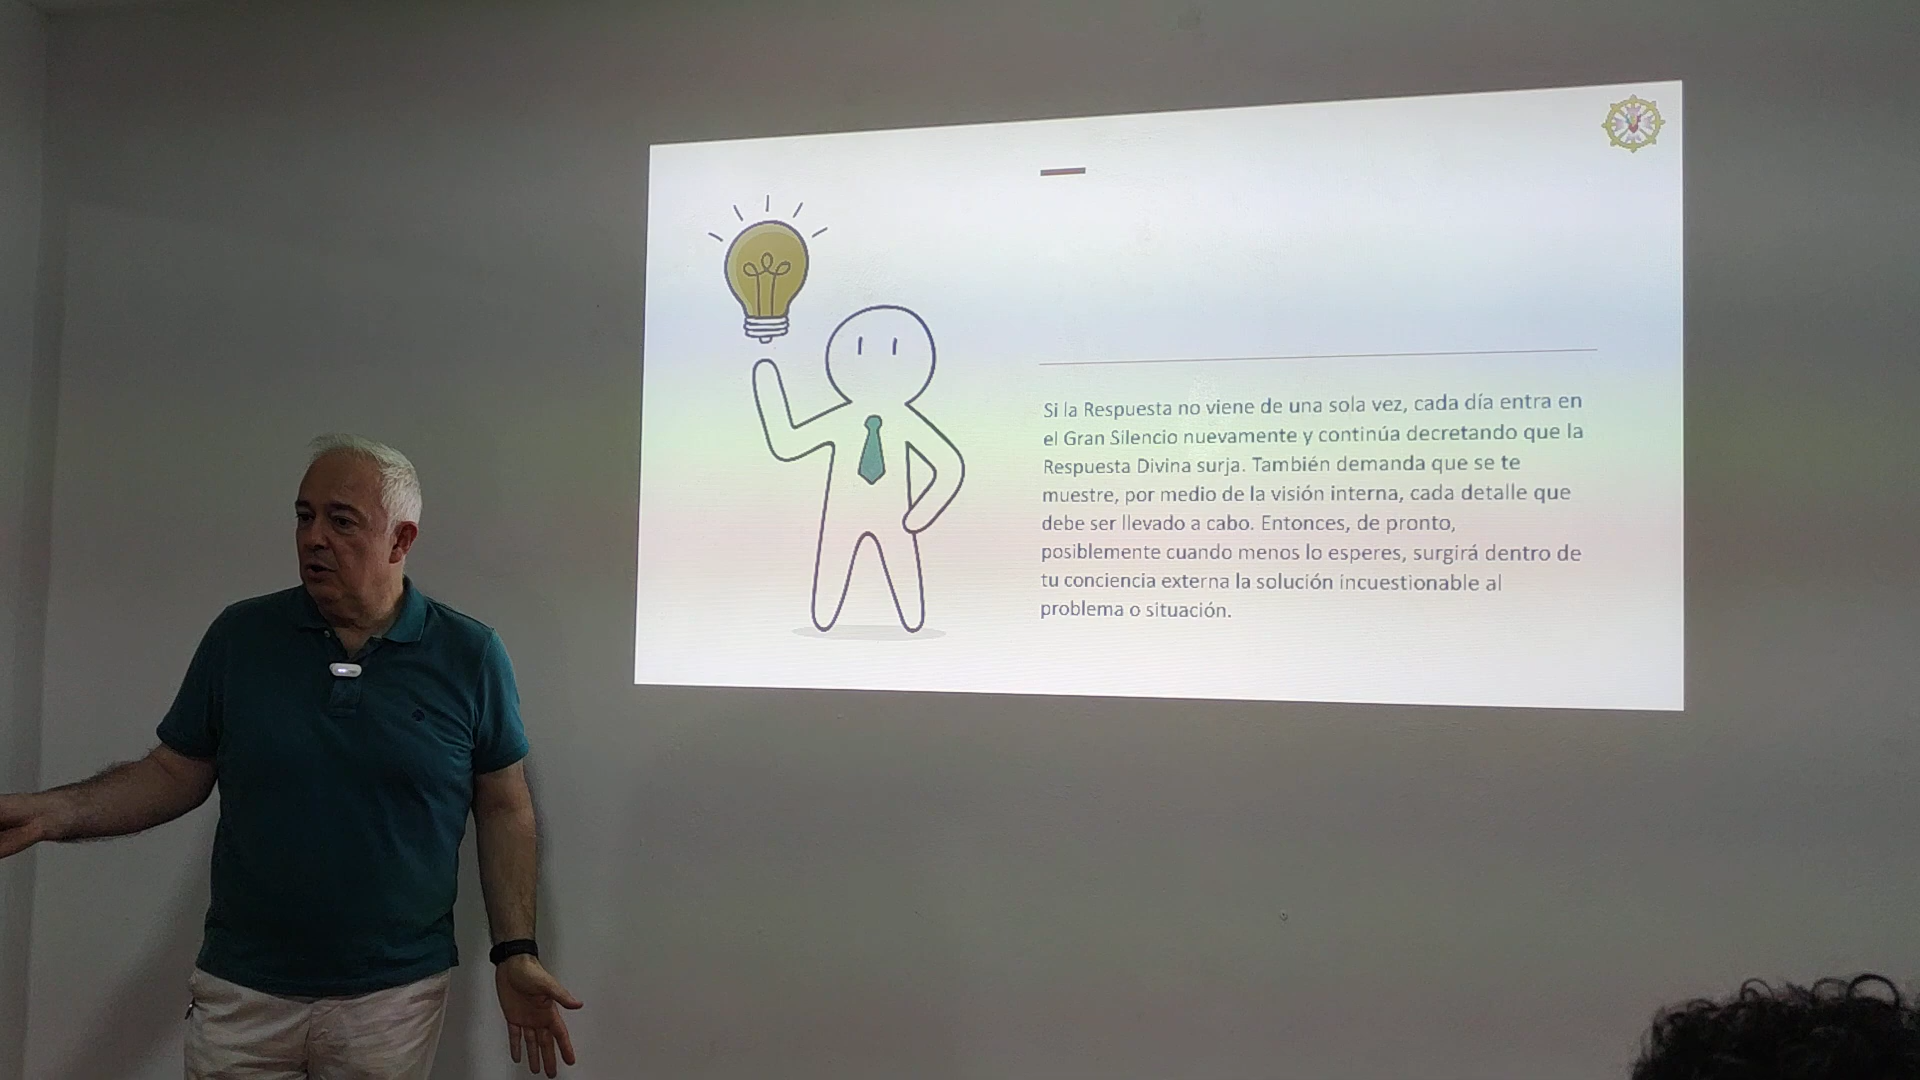 Si la Respuesta no viene de una sola vez, cada día entra en
el Gran Silencio nuevamente y continúa decretando que la
Respuesta Divina surja. También demanda que se te
muestre, por medio de la visión interna, cada detalle que
debe ser llevado a cabo. Entonces, de pronto,
posiblemente cuando menos lo esperes, surgirá dentro de
tu conciencia externa la solución incuestionable al
problema o situación.